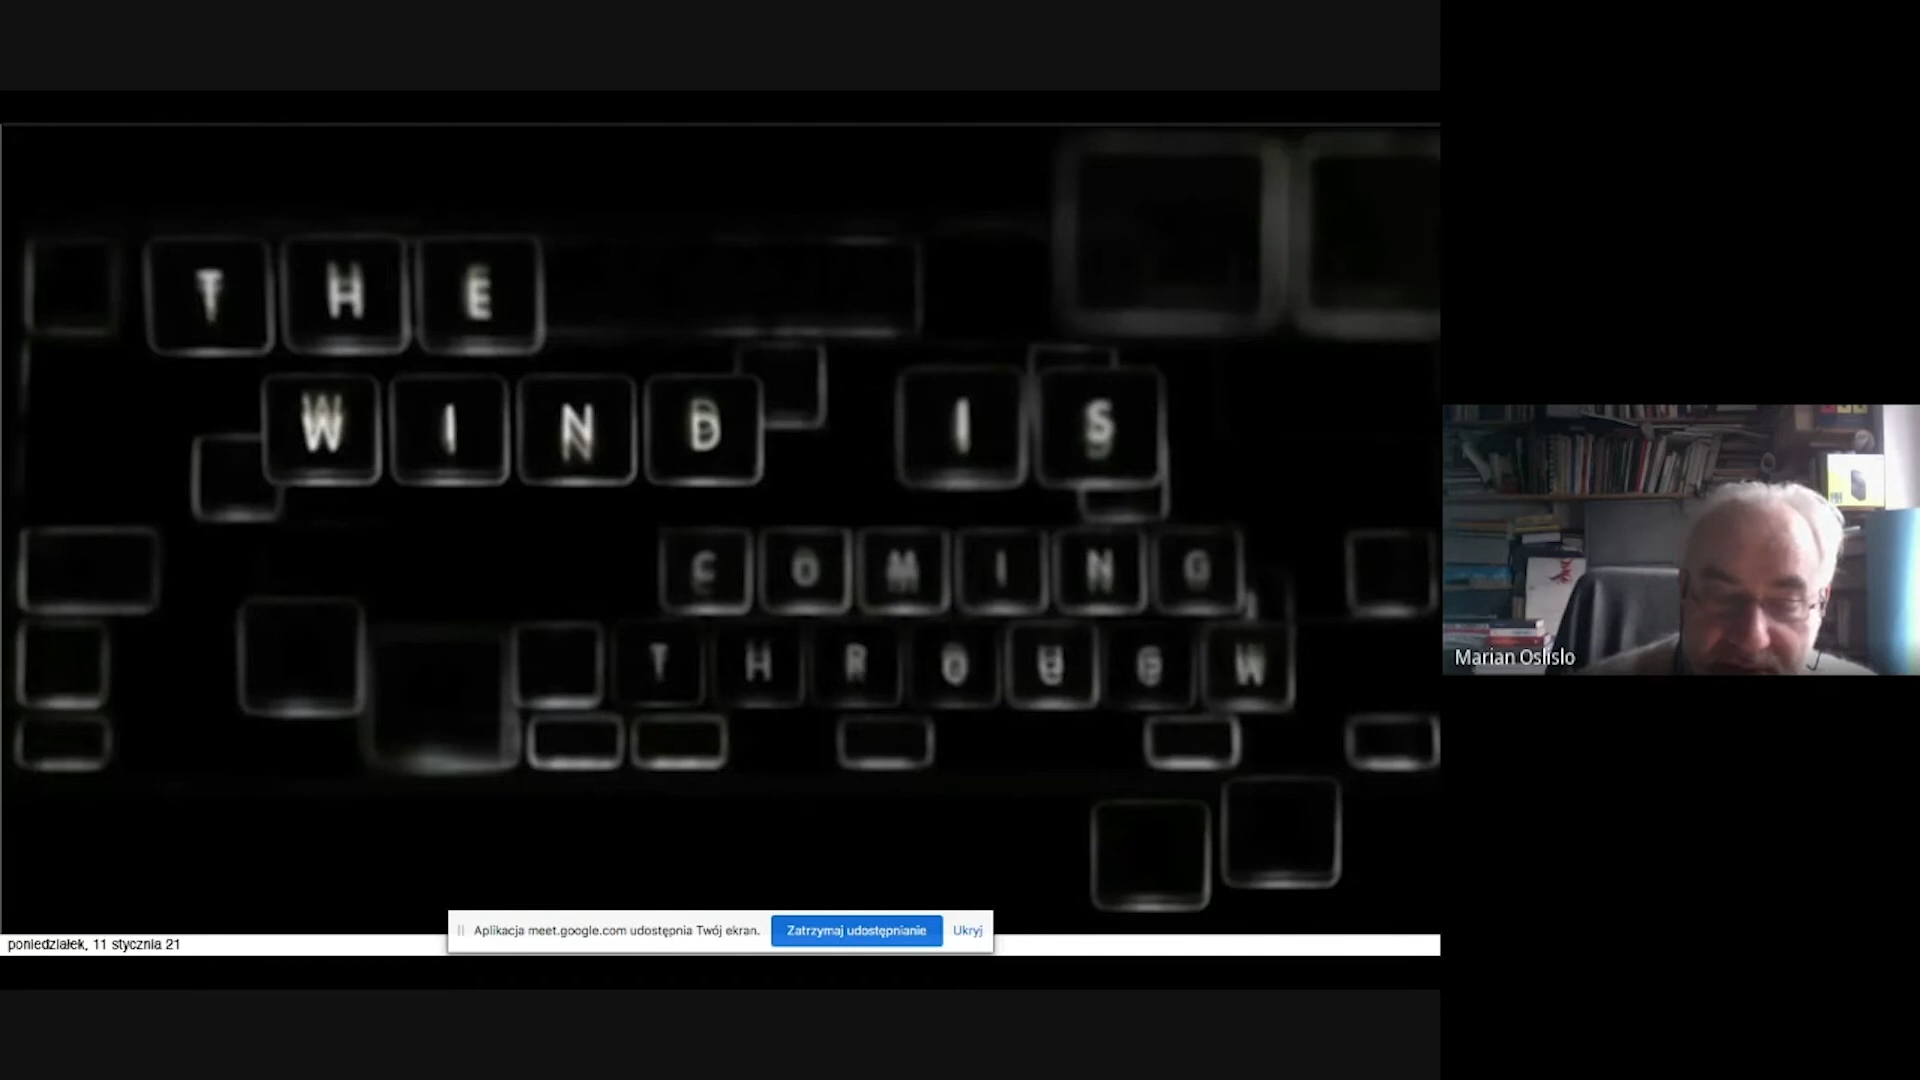 THE
WIND IS
COMING
THROUGW
Marian Oslislo
Aplikacja meet.google.com udostępnia Twój ekran. Zatrzymaj udostępnianie Ukryj
poniedziałek, 11 stycznia 21